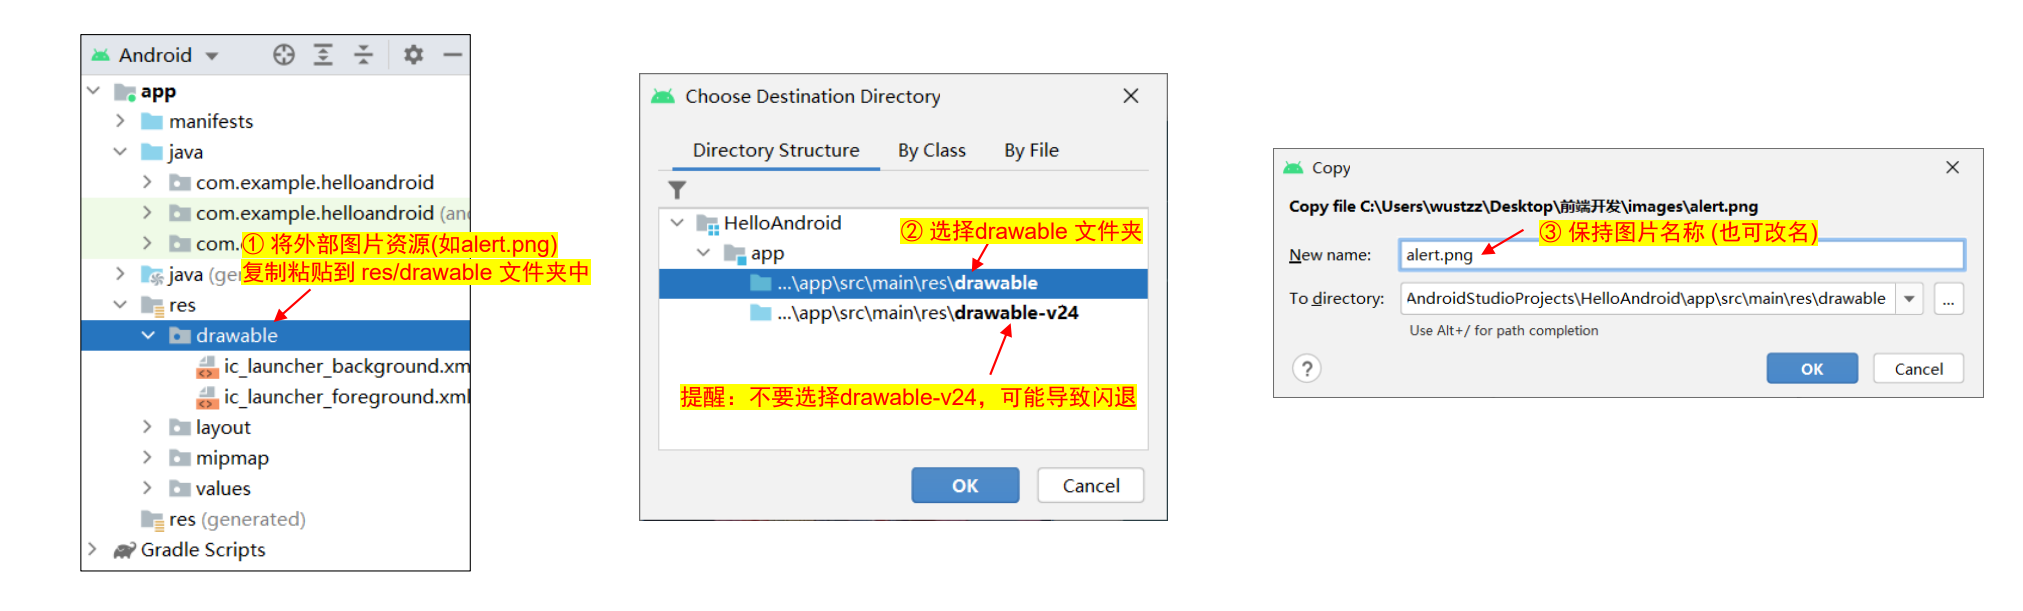 Android
app
manifests
java
com.example.helloandroid
com.example.helloandroid (and
com.
① 将外部图片资源(如alert.png)
java (ge
复制粘贴到 res/drawable 文件夹中
res
drawable
ic_launcher_background.xm
ic_launcher_foreground.xml
layout
mipmap
values
res (generated)
Gradle Scripts
Choose Destination Directory
Directory Structure
By Class
By File
HelloAndroid
② 选择drawable 文件夹
app
...\app\src\main\res\drawable
...\app\src\main\res\drawable-v24
提醒：不要选择drawable-v24，可能导致闪退
OK
Cancel
Copy
Copy file C:\Users\wustzz\Desktop\前端开发\images\alert.png
③ 保持图片名称 (也可改名)
New name:
alert.png
To directory:
AndroidStudioProjects\HelloAndroid\app\src\main\res\drawable
...
Use Alt+/ for path completion
?
OK
Cancel